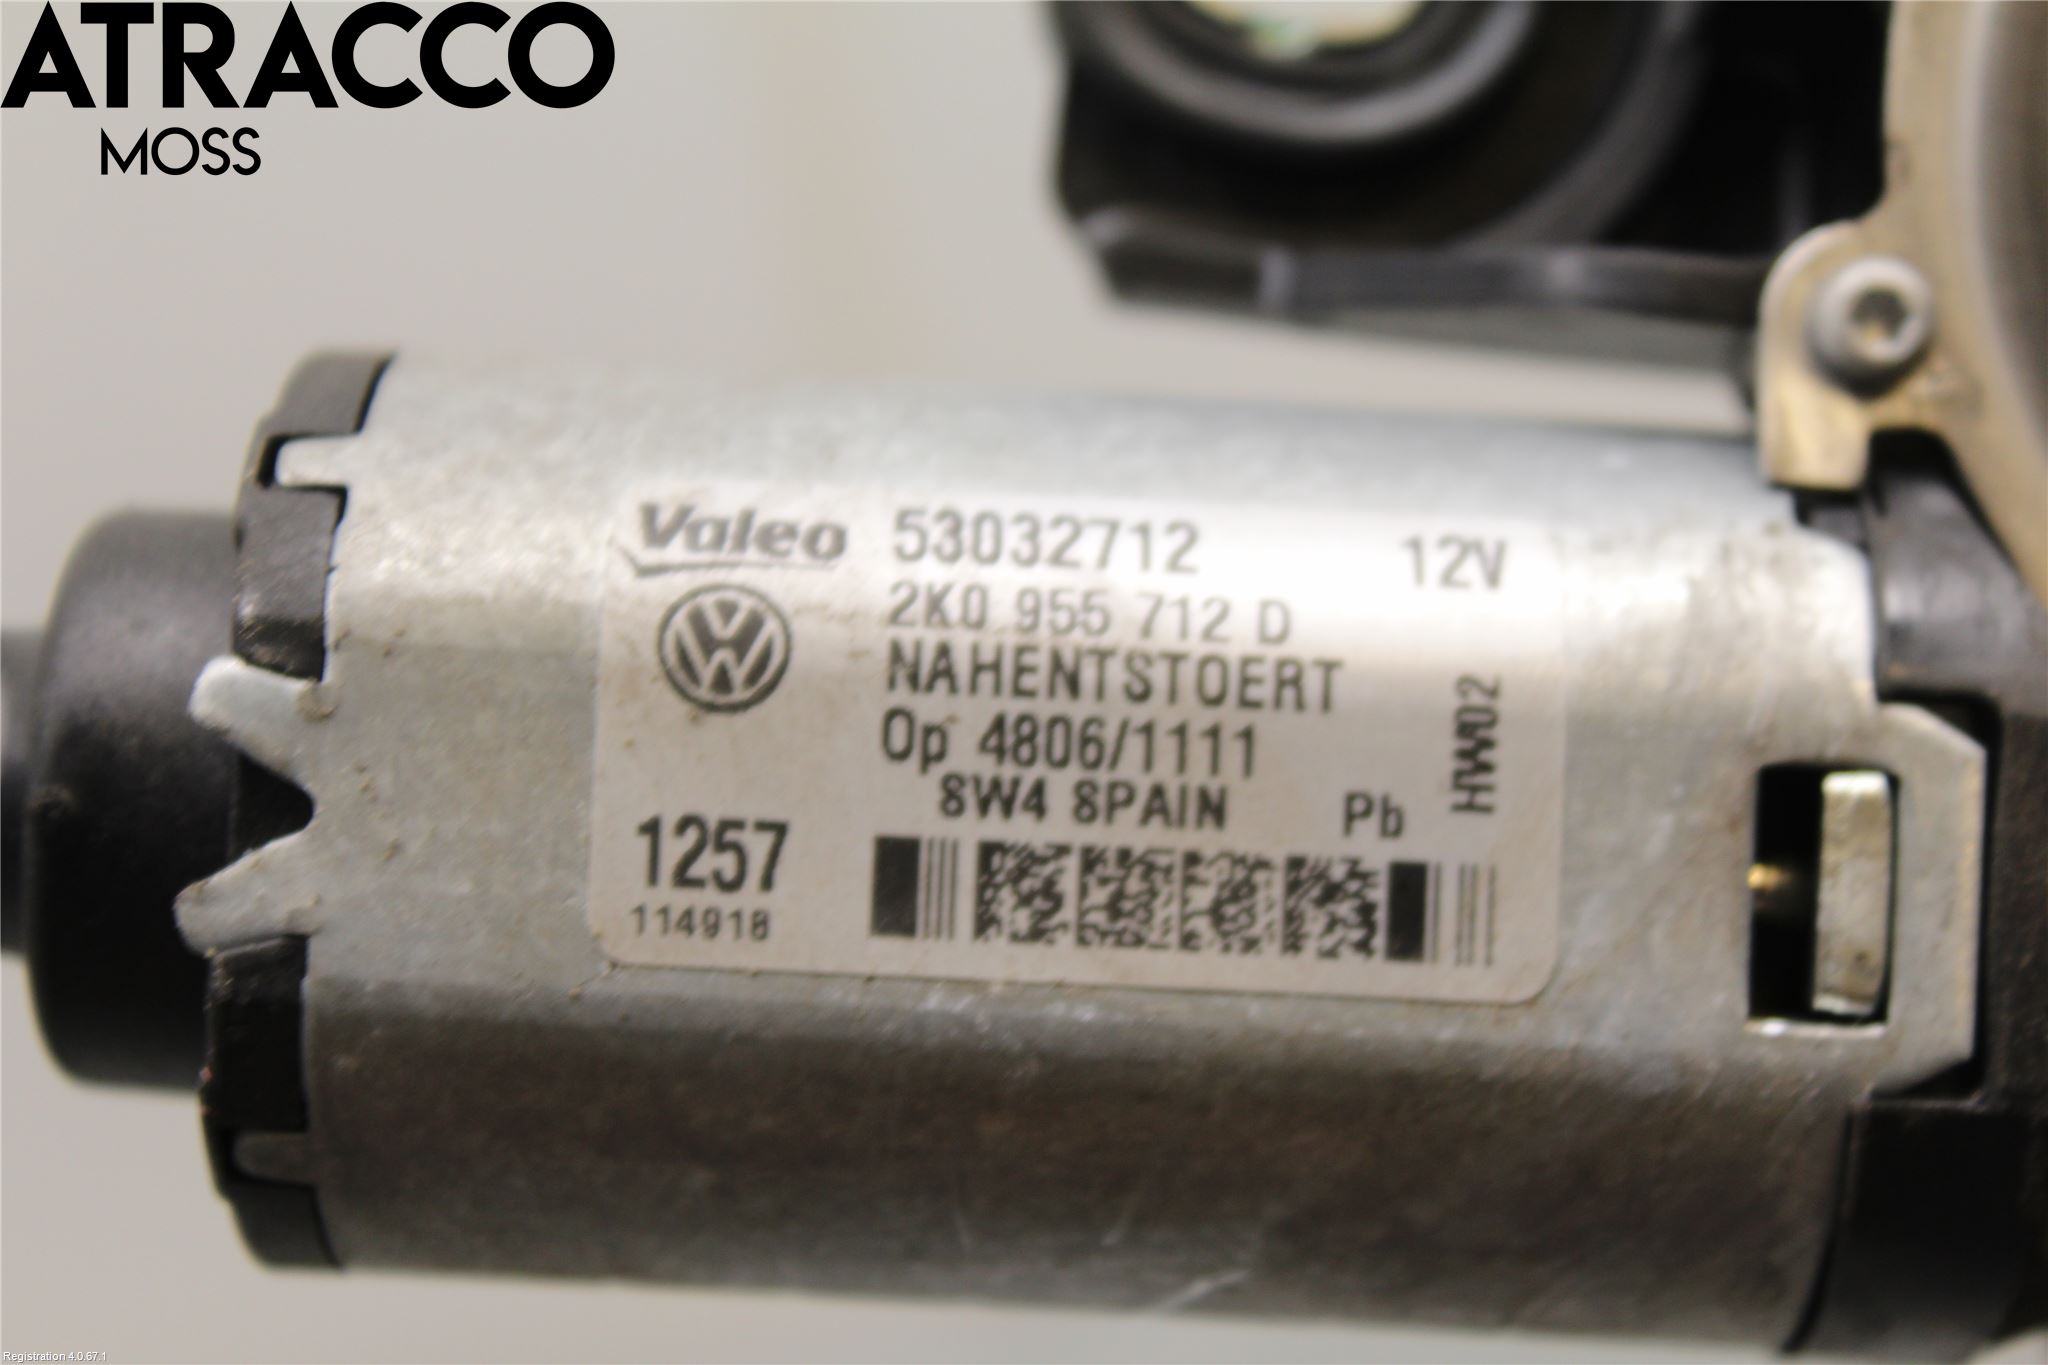 ATRACCO
MOSS
Valeo 53032712 12V
2K0 955 712 D
NAHENTSTOERT
Op 4806/1111
SW4 SPAIN Pb
HW02
1257
114918
Registration 4.0.67.1